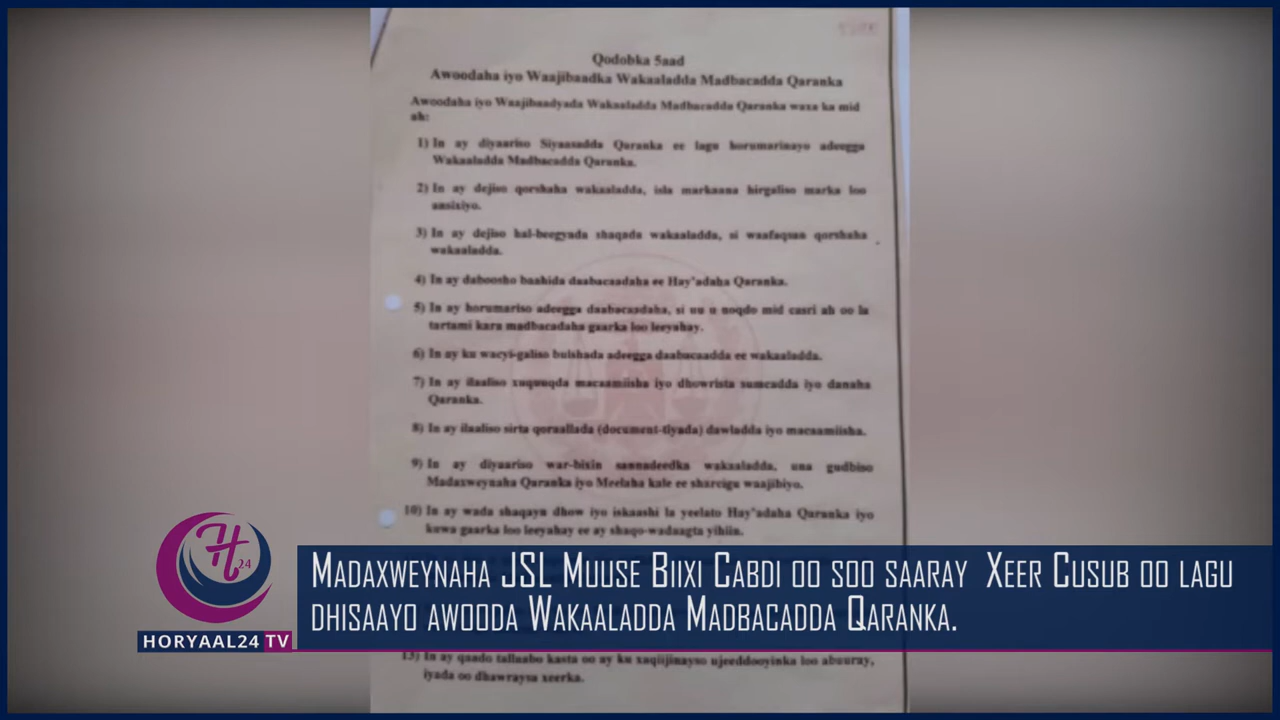 Qodobka 5aad
Awoodaha iyo Waajibaadka Wakaaladda Madbacadda Qaranka
Awoodaha iyo Waajibaadyada Wakaaladda Madbacadda Qaranka waxa ka mid
ah:
1) In ay diyaariso Siyaasadda Qaranka ee lagu horumarinayo adeegga
Wakaaladda Madbacadda Qaranka.
2) In ay dejiso qorshaha wakaaladda, isla markaana hirgaliso marka loo
ansixiyo.
3) In ay dejiso hal-beegyada shaqada wakaaladda, si waafaqsan qorshaha
wakaaladda.
4) In ay daboosho baahida daabacaadaha ee Hay'adaha Qaranka.
5) In ay horumariso adeegga daabacaadaha, si uu u noqdo mid casri ah oo la
tartami kara madbacadaha gaarka loo leeyahay.
6) In ay ku wacyi-galiso bulshada adeegga daabacaadda ee wakaaladda.
7) In ay ilaaliso xuquuqda macaamiisha iyo dhowrista sumcadda iyo danaha
Qaranka.
8) In ay ilaaliso sirta qoraallada (document-tiyada) dawladda iyo macaamiisha.
9) In ay diyaariso war-bixin sannadeedka wakaaladda, una gudbiso
Madaxweynaha Qaranka iyo Meelaha kale ee sharcigu waajibiyo.
10) In ay wada shaqayn dhow iyo iskaashi la yeelato Hay'adaha Qaranka iyo
kuwa gaarka loo leeyahay ee ay shaqo-wadaagta yihiin.
H
24
HORYAAL24 TV
MADAXWEYNAHA JSL MUUSE BIIXI CABDI OO SOO SAARAY XEER CUSUB OO LAGU
DHISAAYO AWOODA WAKAALADDA MADBACADDA QARANKA.
13) In ay qaado tallaabo kasta oo ay ku xaqiijinayso ujeeddooyinka loo abuuray,
iyada oo dhawraysa xeerka.